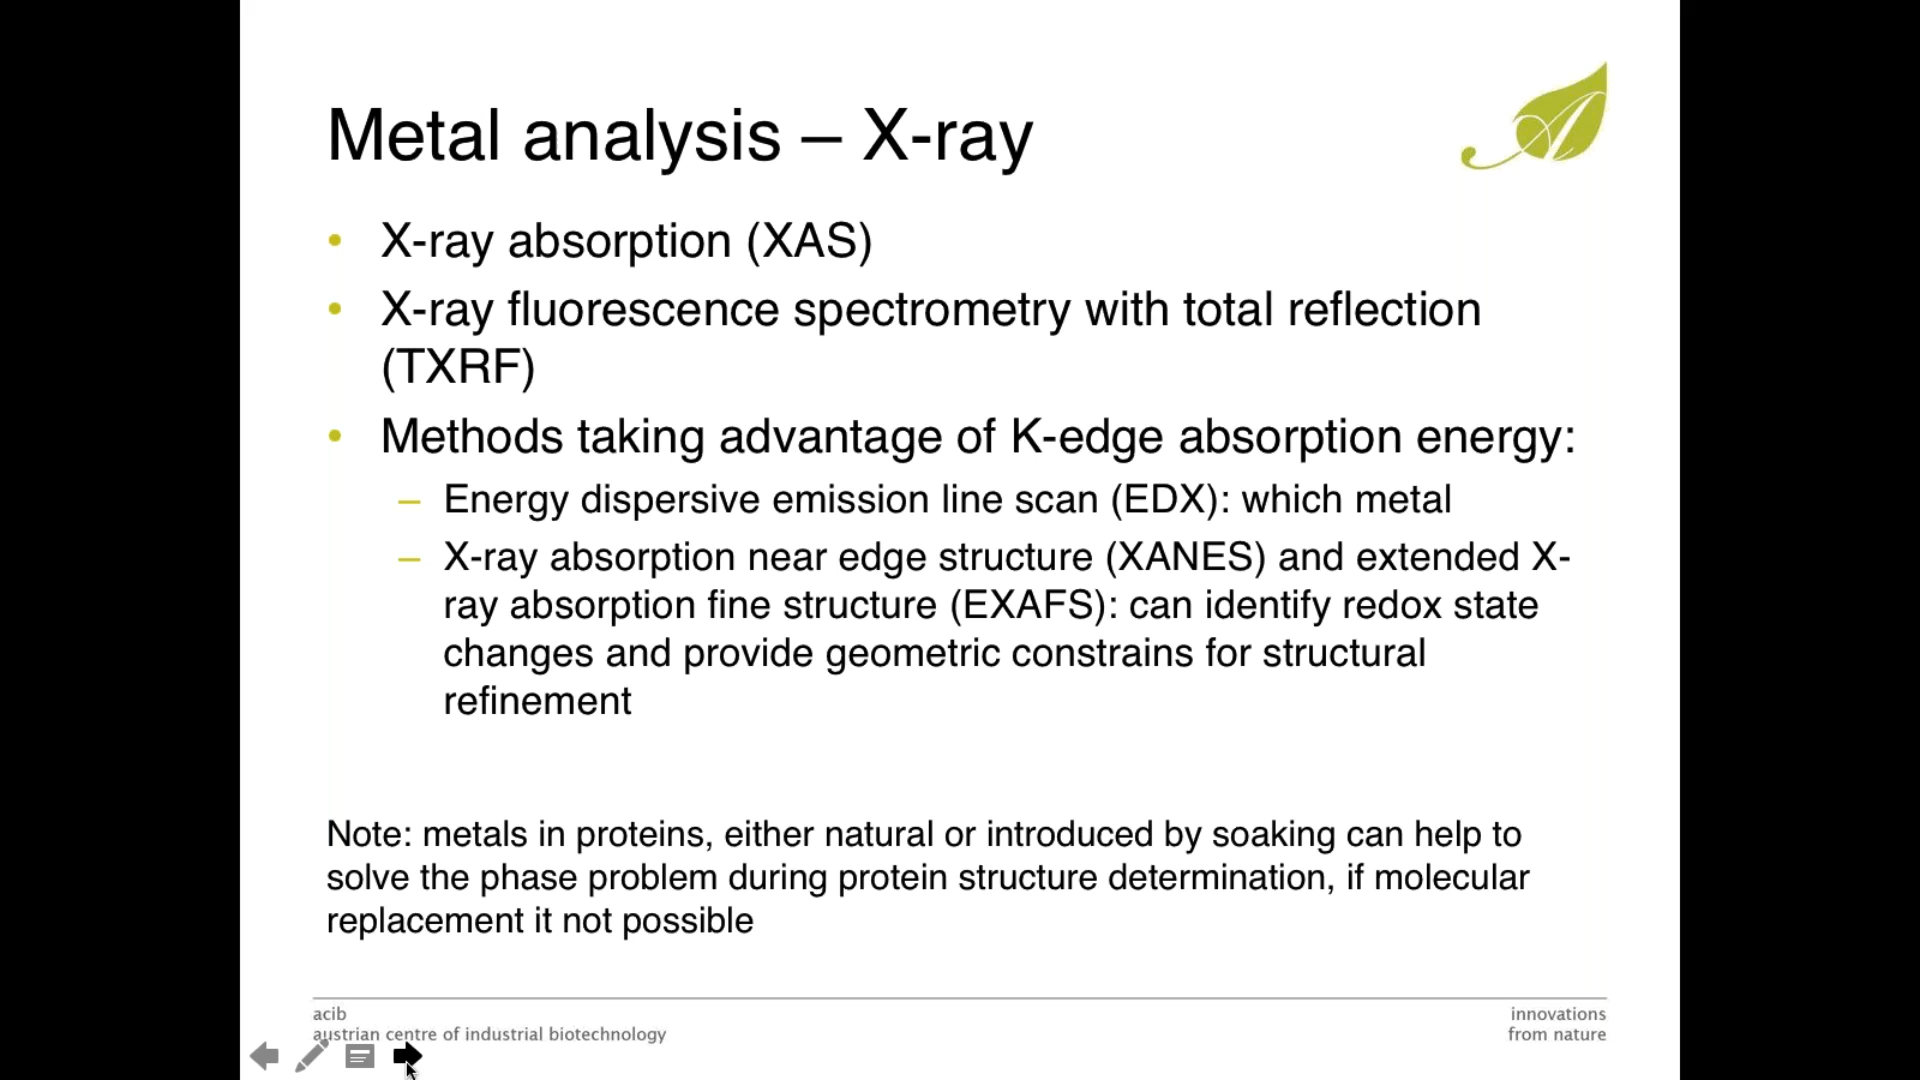 Metal analysis – X-ray
• X-ray absorption (XAS)
• X-ray fluorescence spectrometry with total reflection
(TXRF)
• Methods taking advantage of K-edge absorption energy:
– Energy dispersive emission line scan (EDX): which metal
– X-ray absorption near edge structure (XANES) and extended X-
ray absorption fine structure (EXAFS): can identify redox state
changes and provide geometric constrains for structural
refinement
Note: metals in proteins, either natural or introduced by soaking can help to
solve the phase problem during protein structure determination, if molecular
replacement it not possible
acib
austrian centre of industrial biotechnology
innovations
from nature